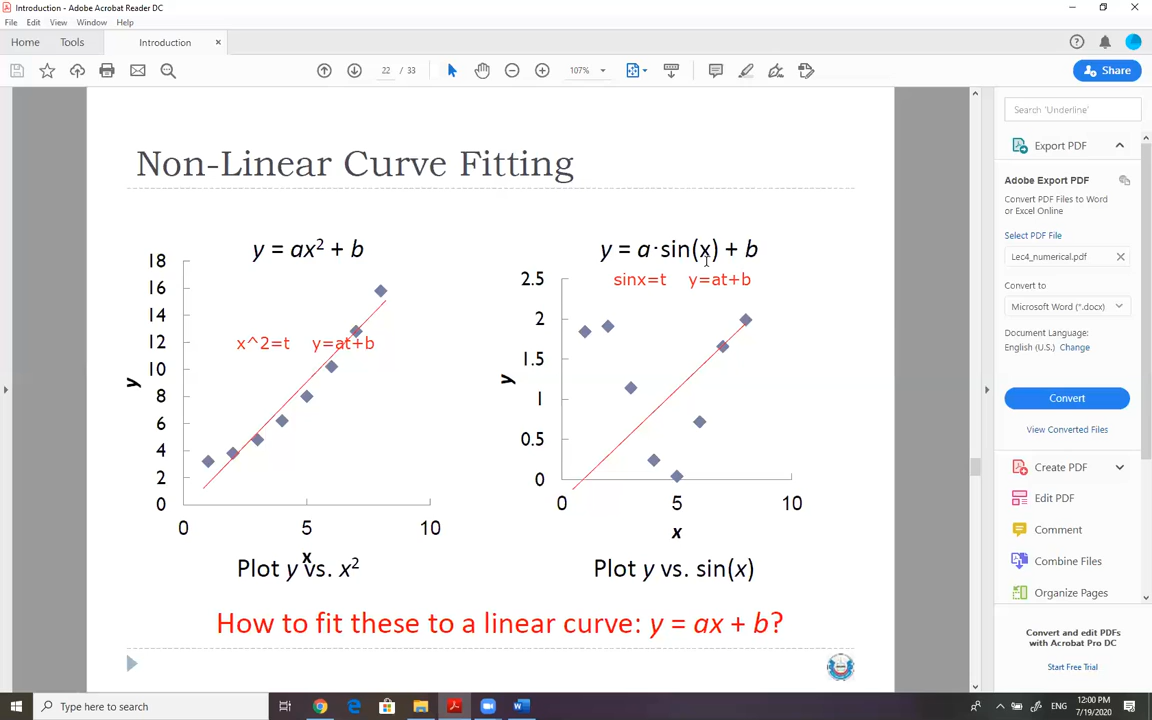 Introduction - Adobe Acrobat Reader DC
File Edit View Window Help
Home Tools Introduction ×
22 / 33 107% Share
Non-Linear Curve Fitting
y = ax² + b
18
16
14
12
10
8
6
4
2
0
y
x^2=t y=at+b
0 5 10
x
Plot y vs. x²
y = a·sin(x) + b
sinx=t y=at+b
2.5
2
1.5
1
0.5
0
y
0 5 10
x
Plot y vs. sin(x)
How to fit these to a linear curve: y = ax + b?
Search 'Underline'
Export PDF
Adobe Export PDF
Convert PDF Files to Word
or Excel Online
Select PDF File
Lec4_numerical.pdf
Convert to
Microsoft Word (*.docx)
Document Language:
English (U.S.) Change
Convert
View Converted Files
Create PDF
Edit PDF
Comment
Combine Files
Organize Pages
Convert and edit PDFs
with Acrobat Pro DC
Start Free Trial
Type here to search
ENG
12:00 PM
7/19/2020